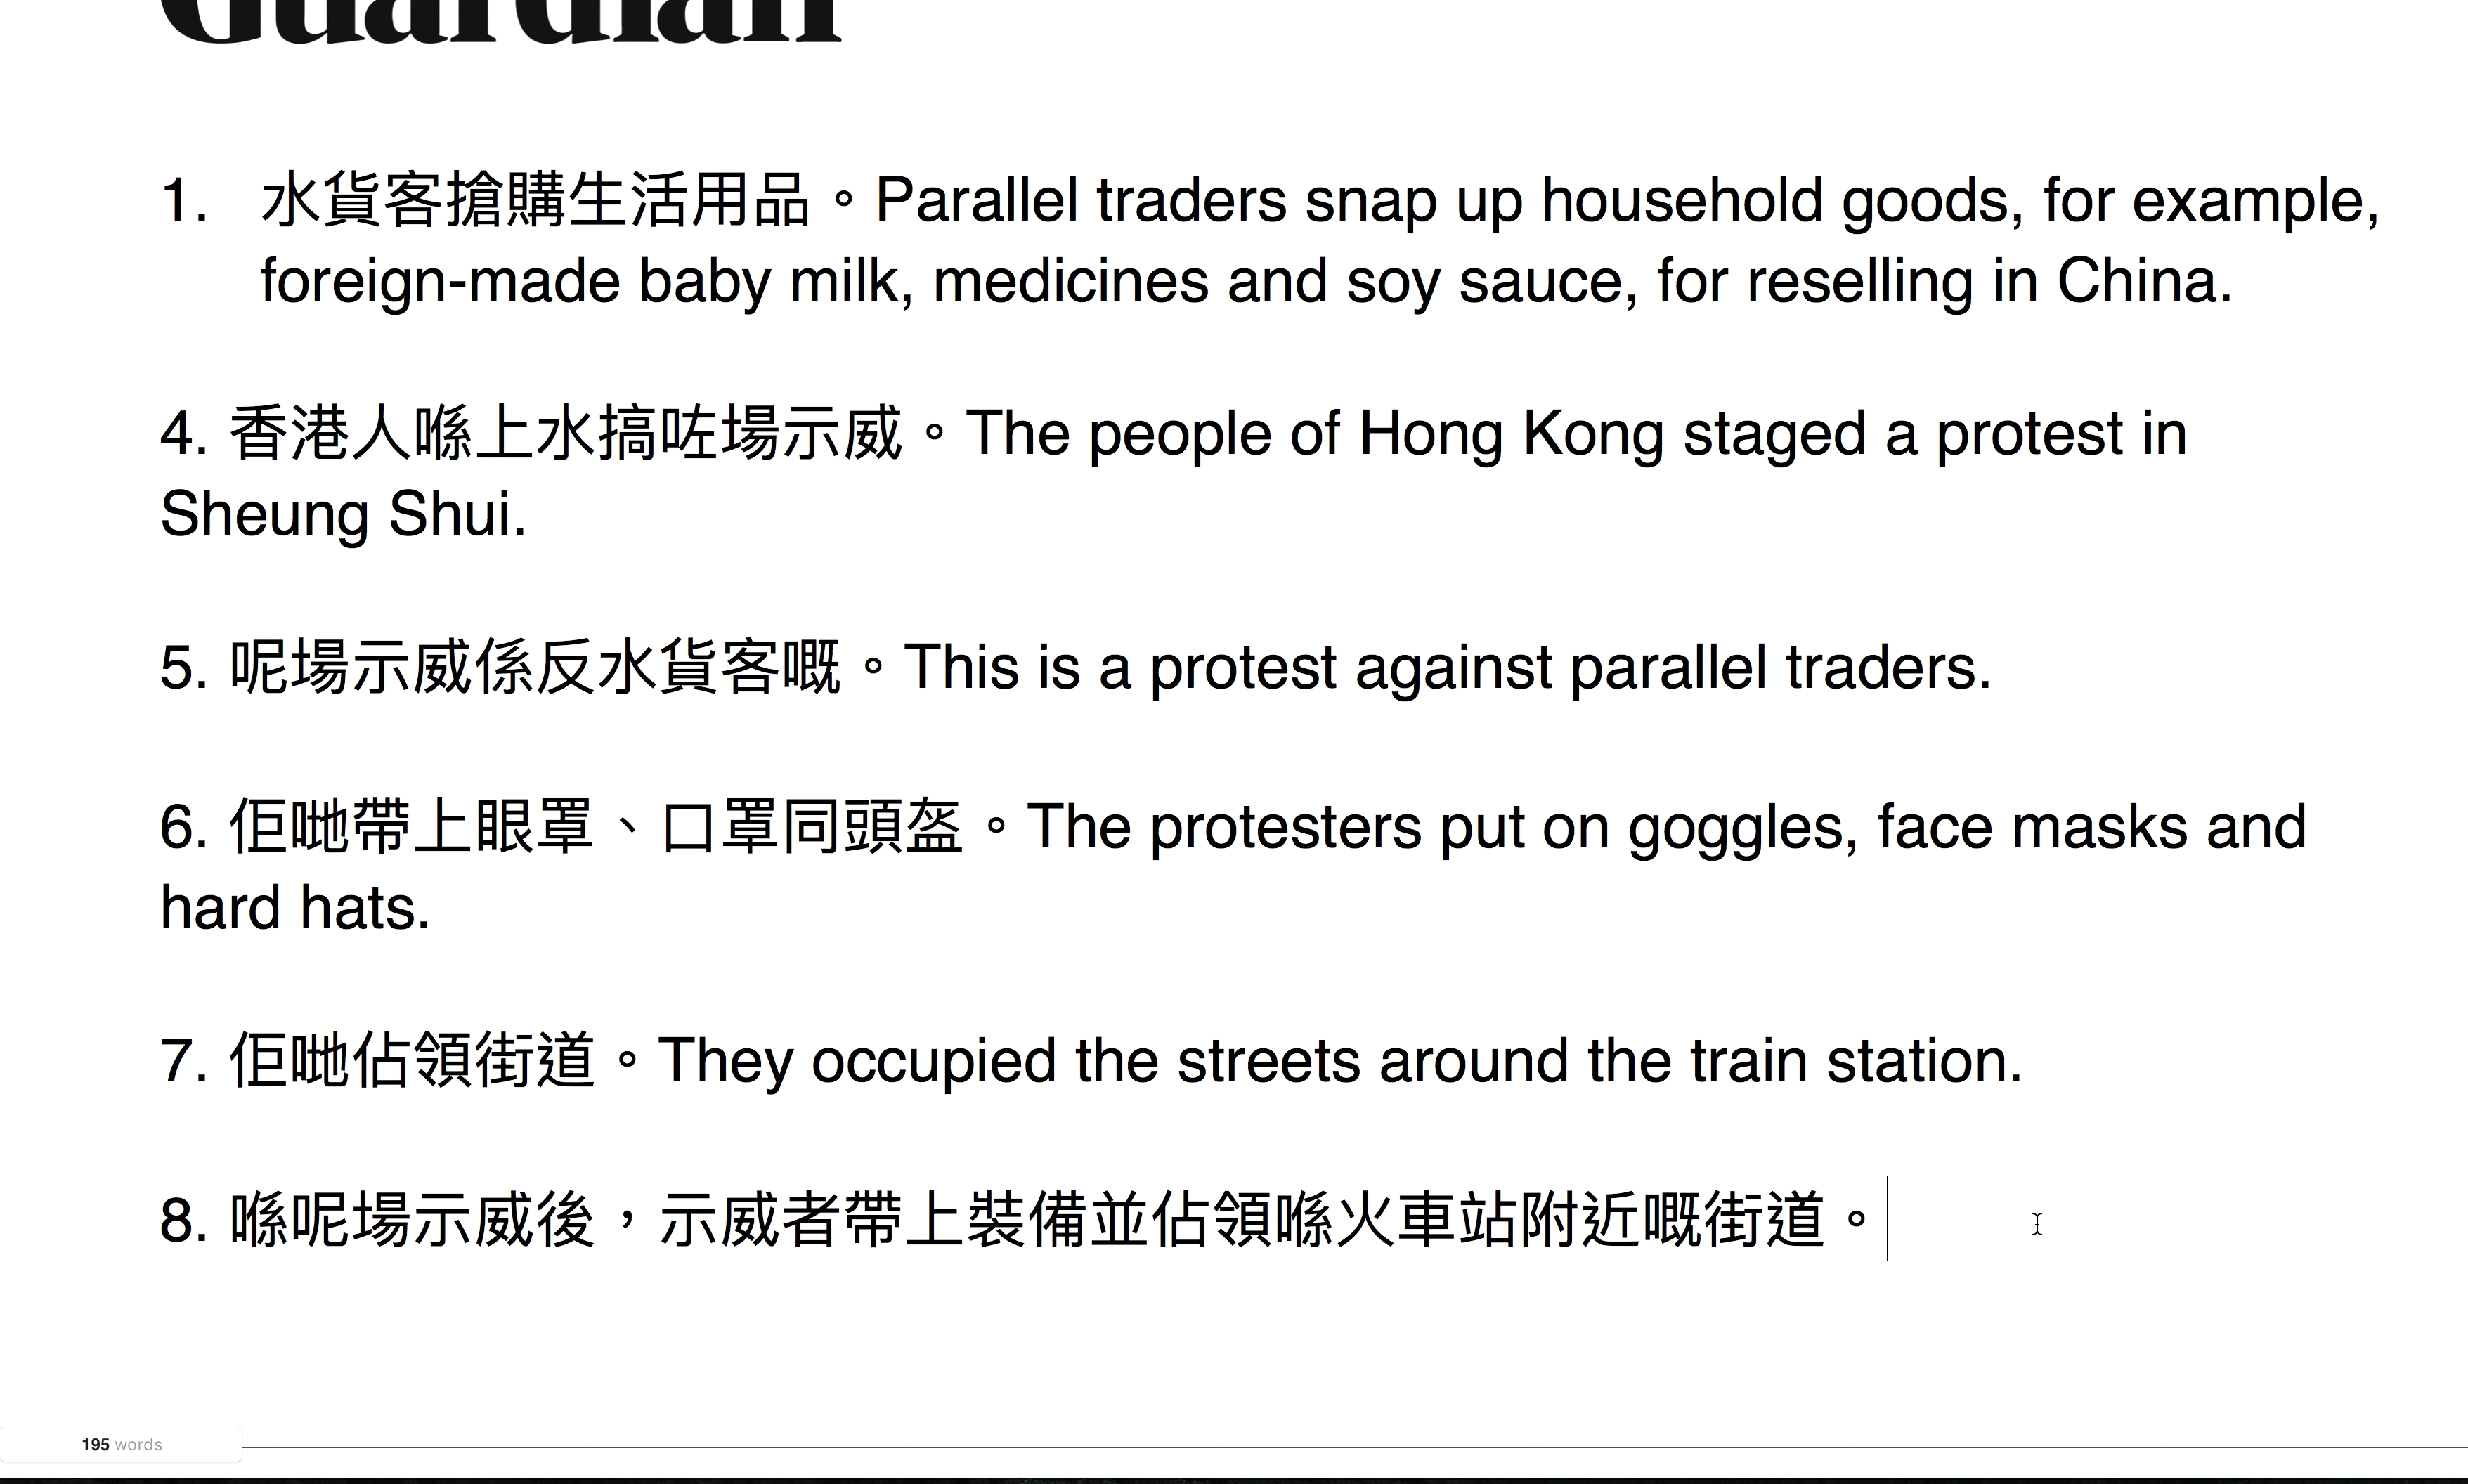 Guardian
1. 水貨客搶購生活用品。Parallel traders snap up household goods, for example,
foreign-made baby milk, medicines and soy sauce, for reselling in China.
4. 香港人喺上水搞咗場示威。The people of Hong Kong staged a protest in
Sheung Shui.
5. 呢場示威係反水貨客嘅。This is a protest against parallel traders.
6. 佢哋帶上眼罩、口罩同頭盔。The protesters put on goggles, face masks and
hard hats.
7. 佢哋佔領街道。They occupied the streets around the train station.
8. 喺呢場示威後，示威者帶上裝備並佔領喺火車站附近嘅街道。
195 words